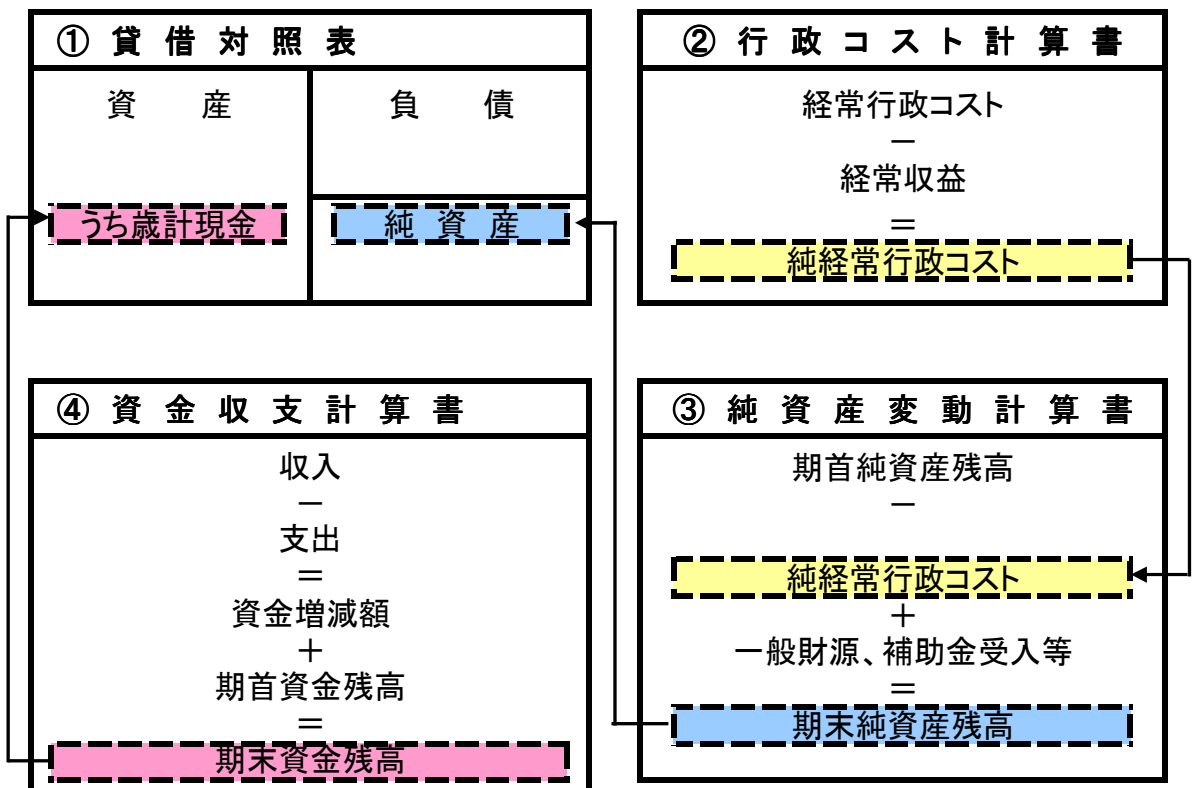 ① 貸 借 対 照 表
資 産
負 債
うち歳計現金
純 資 産
② 行 政 コ ス ト 計 算 書
経常行政コスト
－
経常収益
＝
純経常行政コスト
④ 資 金 収 支 計 算 書
収入
－
支出
＝
資金増減額
＋
期首資金残高
＝
期末資金残高
③ 純 資 産 変 動 計 算 書
期首純資産残高
－
純経常行政コスト
＋
一般財源、補助金受入等
＝
期末純資産残高